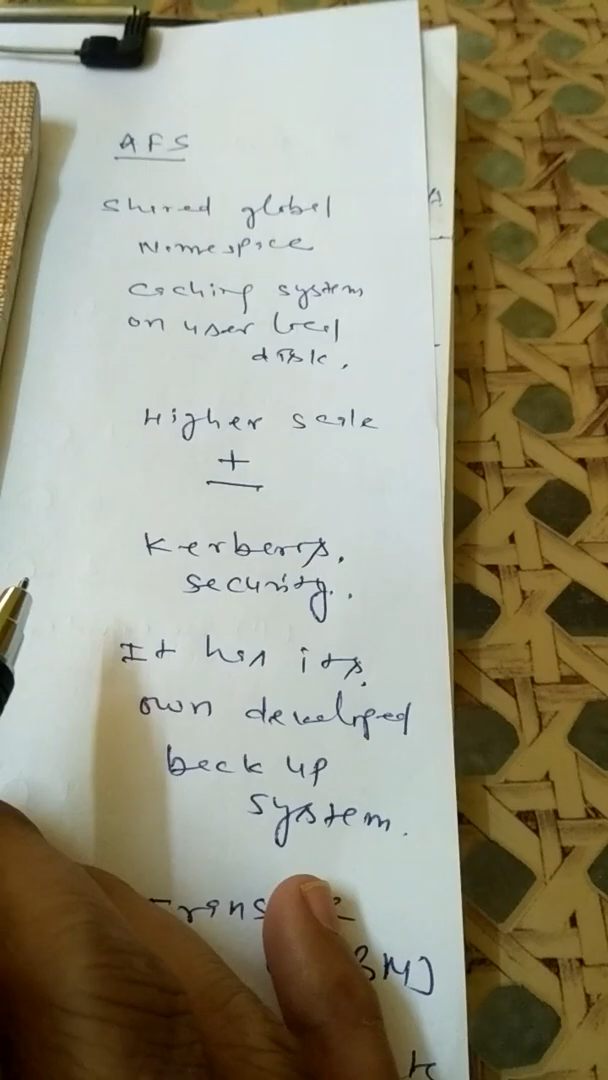 AFS
Shared global
Namespace
Caching system
on user local
disk.
Higher scale
+
Kerberos.
security.
It has its
own developed
back up
system.